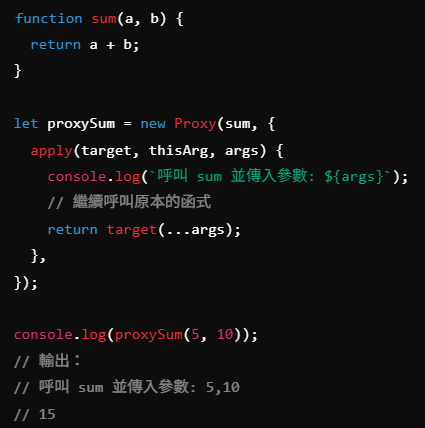 function sum(a, b) {
  return a + b;
}

let proxySum = new Proxy(sum, {
  apply(target, thisArg, args) {
    console.log(`呼叫 sum 並傳入參數: ${args}`);
    // 繼續呼叫原本的函式
    return target(...args);
  },
});

console.log(proxySum(5, 10));
// 輸出：
// 呼叫 sum 並傳入參數: 5,10
// 15